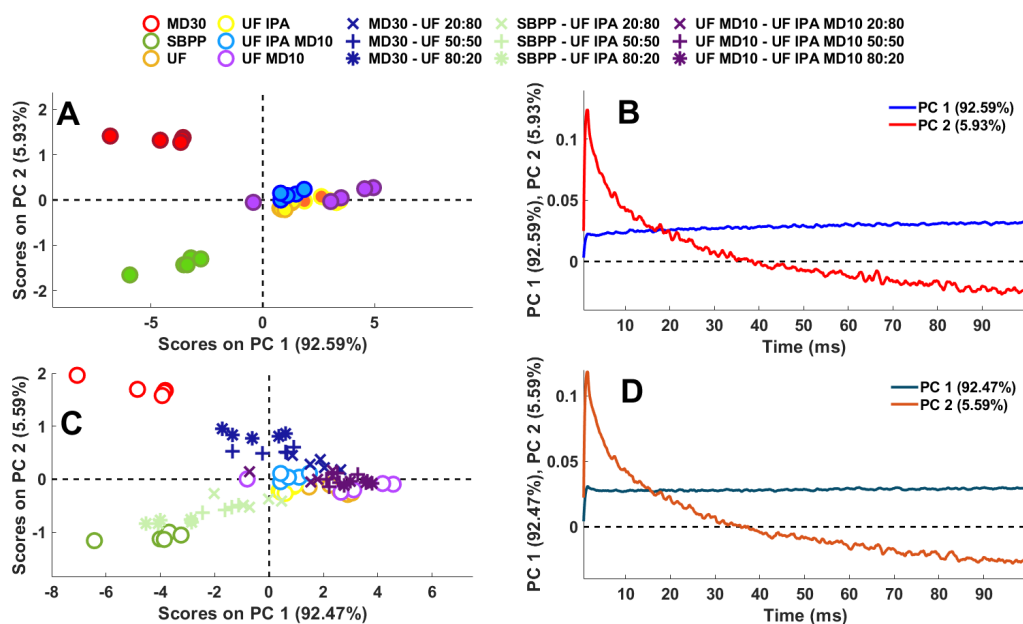 MD30 UF IPA MD30 - UF 20:80 SBPP - UF IPA 20:80 UF MD10 - UF IPA MD10 20:80
SBPP UF IPA MD10 MD30 - UF 50:50 SBPP - UF IPA 50:50 UF MD10 - UF IPA MD10 50:50
UF UF MD10 MD30 - UF 80:20 SBPP - UF IPA 80:20 UF MD10 - UF IPA MD10 80:20
A
Scores on PC 2 (5.93%)
2
1
0
-1
-2
-5 0 5
Scores on PC 1 (92.59%)
B
PC 1 (92.59%), PC 2 (5.93%)
PC 1 (92.59%)
PC 2 (5.93%)
0.1
0.05
0
10 20 30 40 50 60 70 80 90
Time (ms)
C
Scores on PC 2 (5.59%)
2
1
0
-1
-8 -6 -4 -2 0 2 4 6
Scores on PC 1 (92.47%)
D
PC 1 (92.47%), PC 2 (5.59%)
PC 1 (92.47%)
PC 2 (5.59%)
0.1
0.05
0
10 20 30 40 50 60 70 80 90
Time (ms)